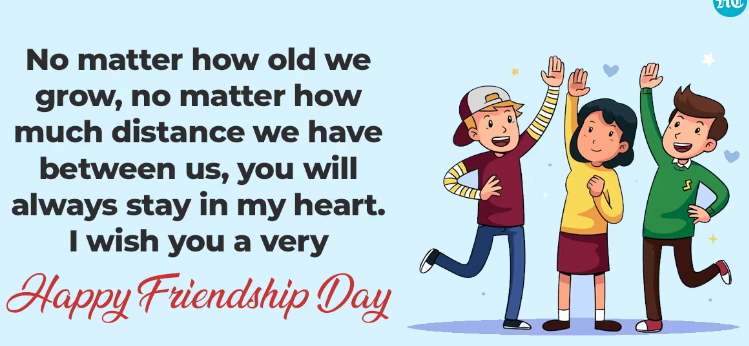 No matter how old we
grow, no matter how
much distance we have
between us, you will
always stay in my heart.
I wish you a very
Happy Friendship Day